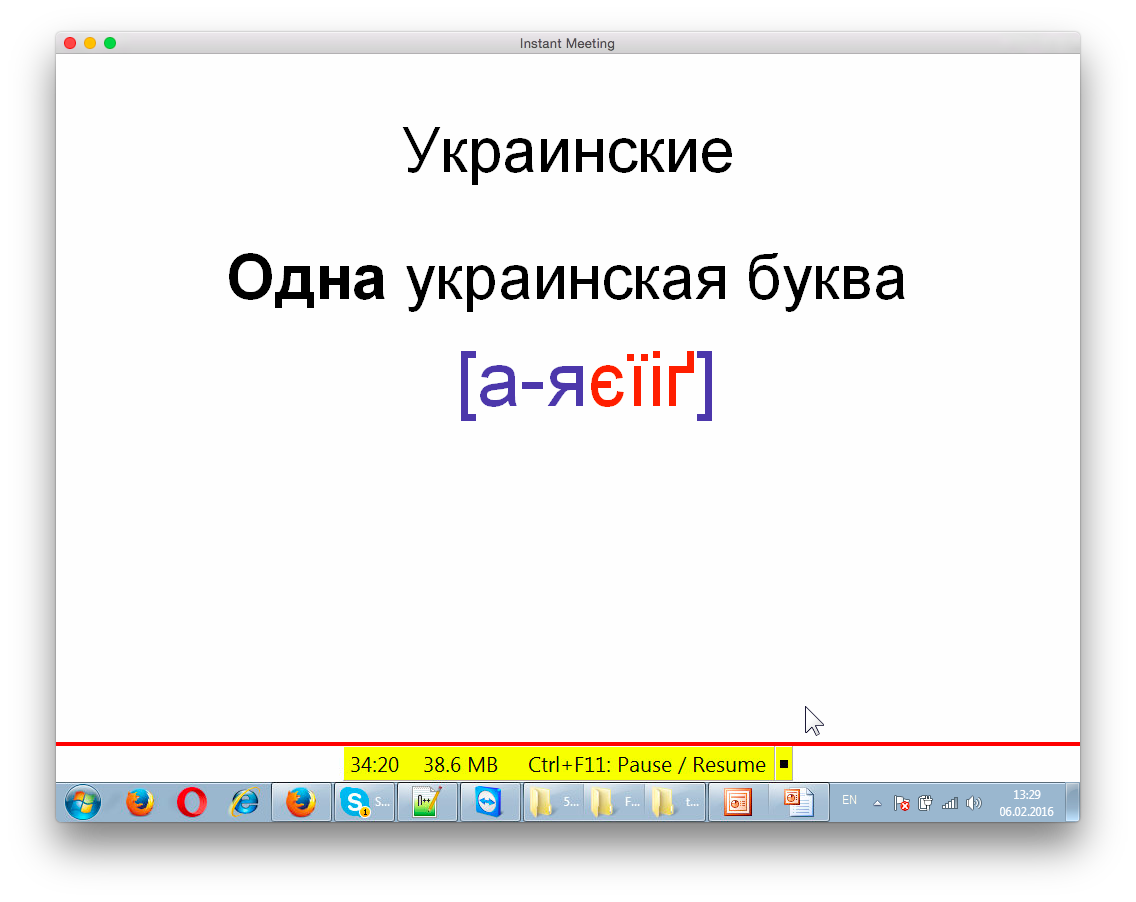 Instant Meeting
Украинские
Одна украинская буква
[а-яєїіґ]
34:20 38.6 MB Ctrl+F11: Pause / Resume
S... 5... F... t... EN 13:29
06.02.2016